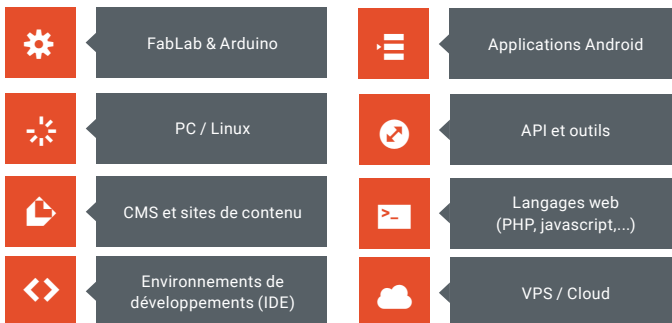 FabLab & Arduino
Applications Android
PC / Linux
API et outils
CMS et sites de contenu
Langages web
(PHP, javascript,...)
Environnements de
développements (IDE)
VPS / Cloud